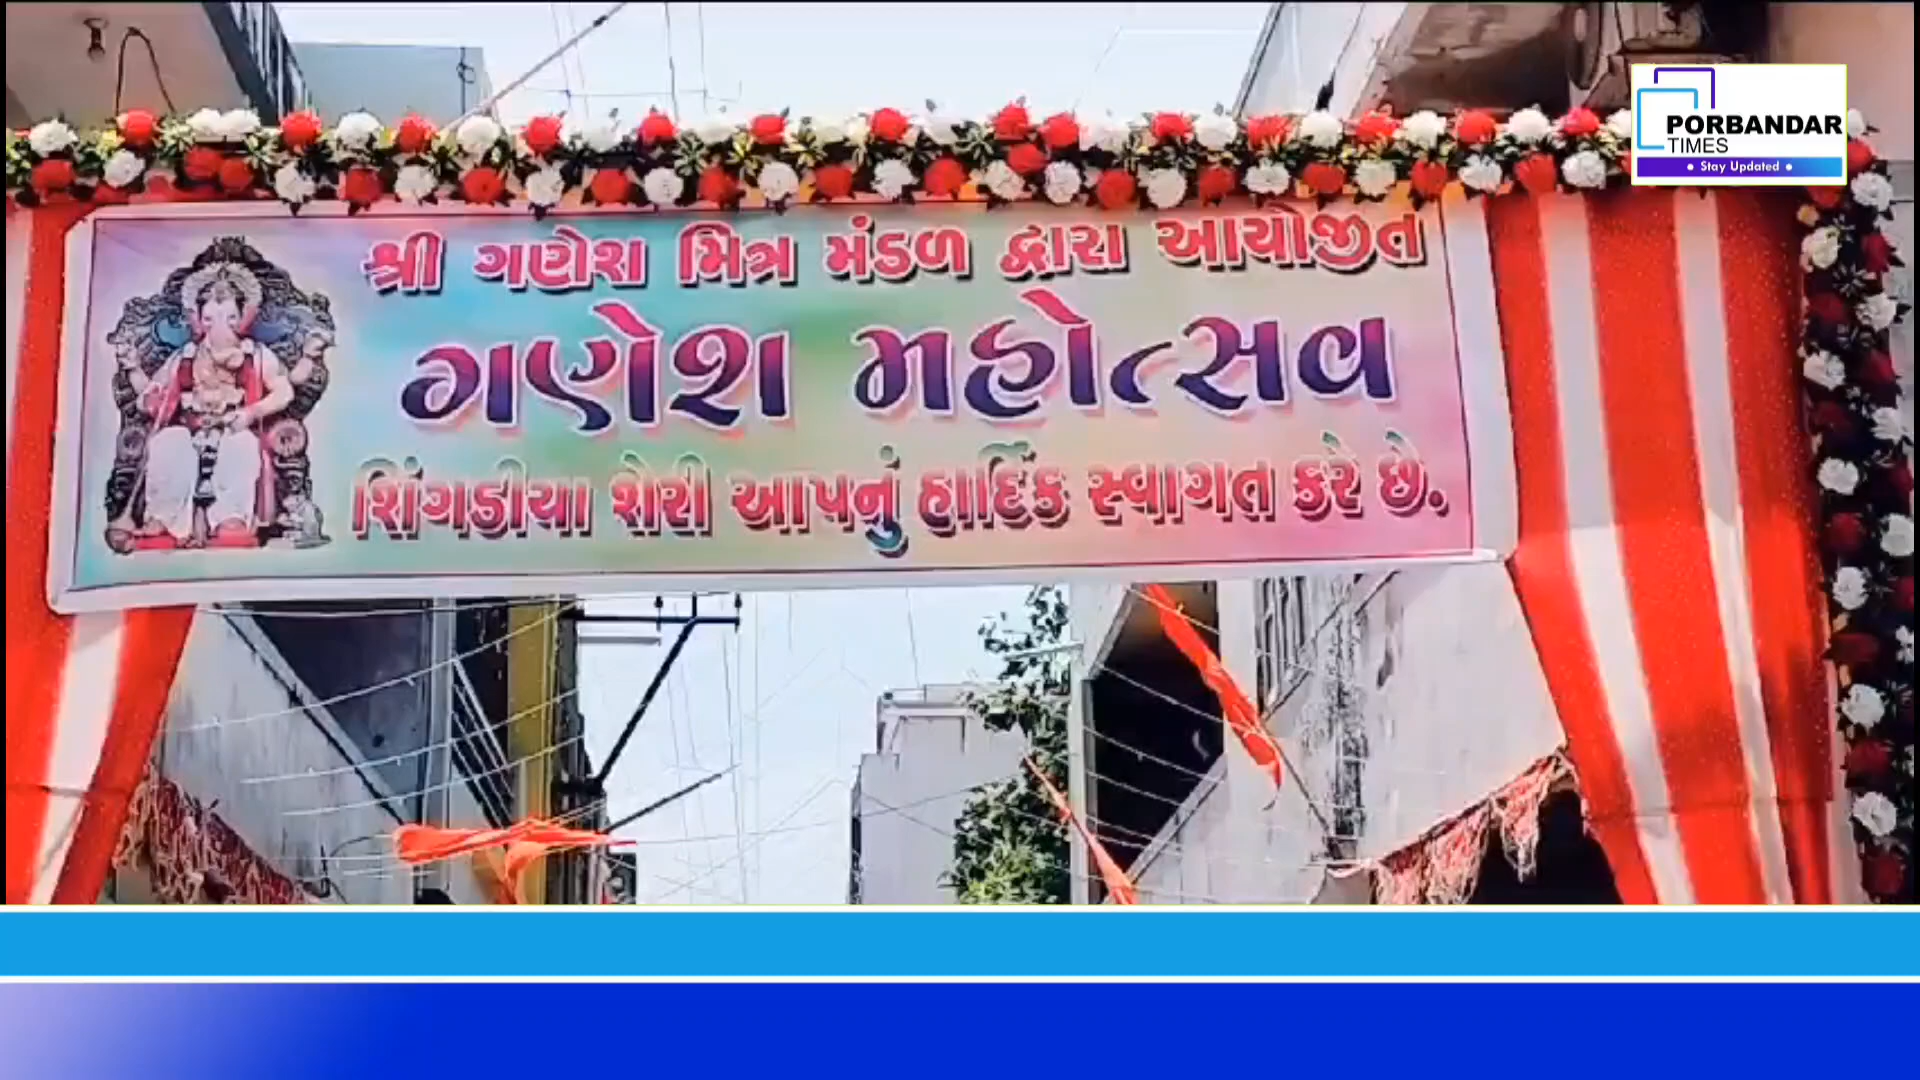 PORBANDAR
TIMES
• Stay Updated •
શ્રી ગણેશ મિત્ર મંડળ દ્વારા આયોજીત
ગણેશ મહોત્સવ
શિંગડીયા શેરી આપનું હાર્દિક સ્વાગત કરે છે.